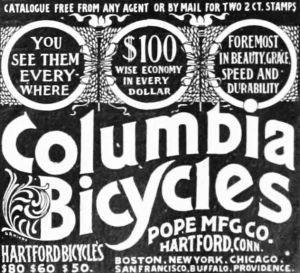 CATALOGUE FREE FROM ANY AGENT OR BY MAIL FOR TWO 2 CT. STAMPS
YOU
SEE THEM
EVERY-
WHERE
$100
WISE ECONOMY
IN EVERY
DOLLAR
FOREMOST
IN BEAUTY, GRACE,
SPEED AND
DURABILITY
Columbia
Bicycles
POPE MFG CO.
HARTFORD, CONN.
HARTFORD BICYCLES
$80 $60 $50.
BOSTON, NEW YORK, CHICAGO,
SAN FRANCISCO, BUFFALO, PROVIDENCE.